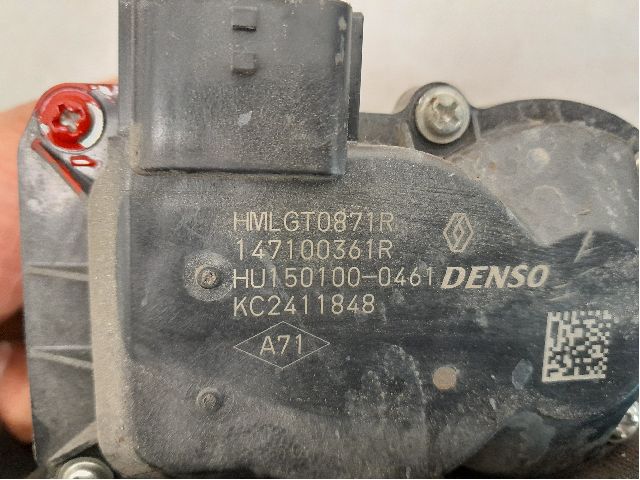 HMLGT0871R
147100361R
HU150100-0461 DENSO
KC2411848
A71